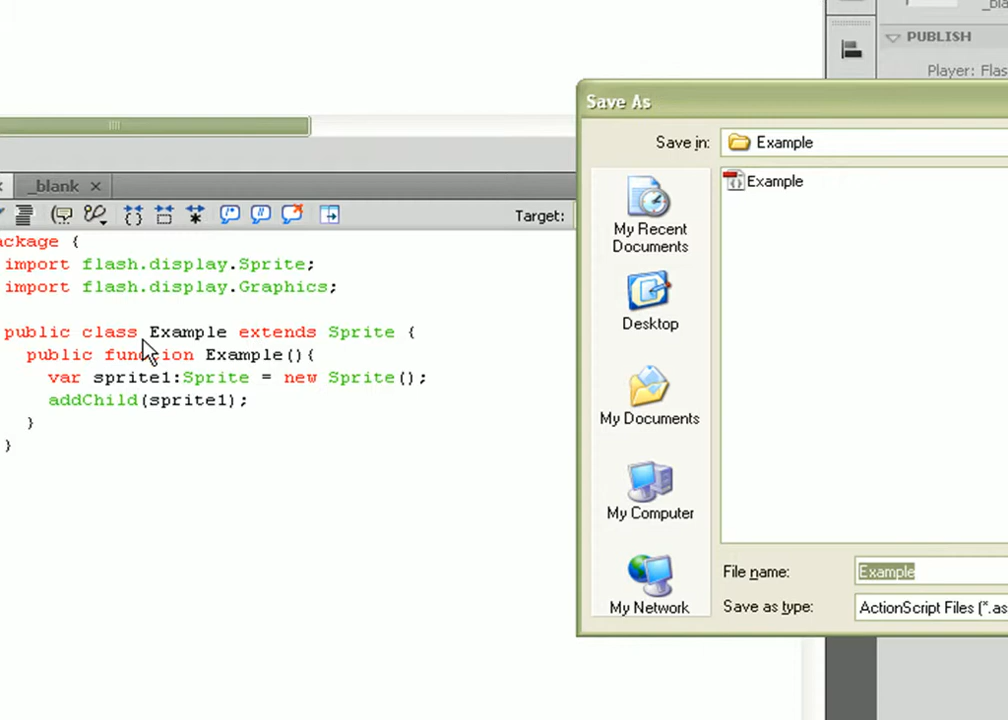 _bla
PUBLISH
Player: Flas
Save As
Save in:
Example
Example
My Recent
Documents
Desktop
My Documents
My Computer
My Network
File name:
Example
Save as type:
ActionScript Files (*.as
_blank
Target:
ackage {
import flash.display.Sprite;
import flash.display.Graphics;
public class Example extends Sprite {
public function Example(){
var sprite1:Sprite = new Sprite();
addChild(sprite1);
}
}